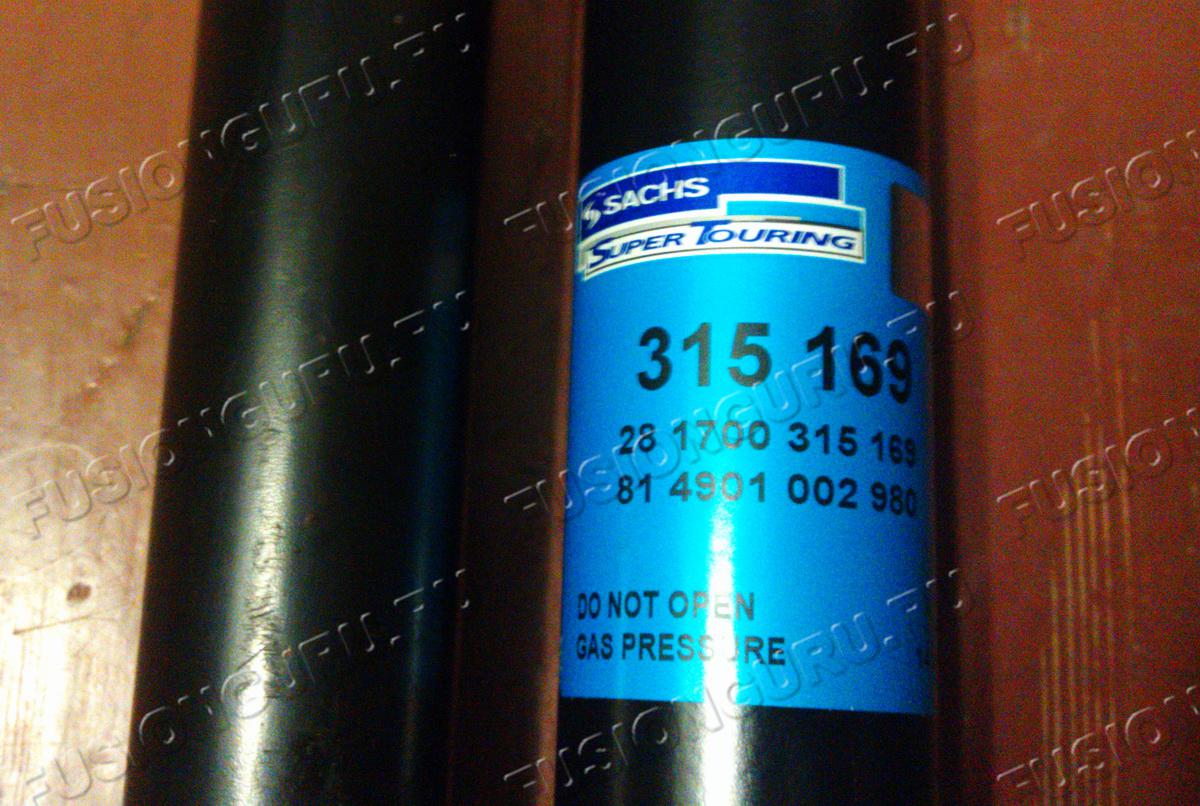 SACHS
SUPER TOURING
315 169
28 1700 315 169
81 4901 002 980
DO NOT OPEN
GAS PRESSURE
FUSIONGURU.RU